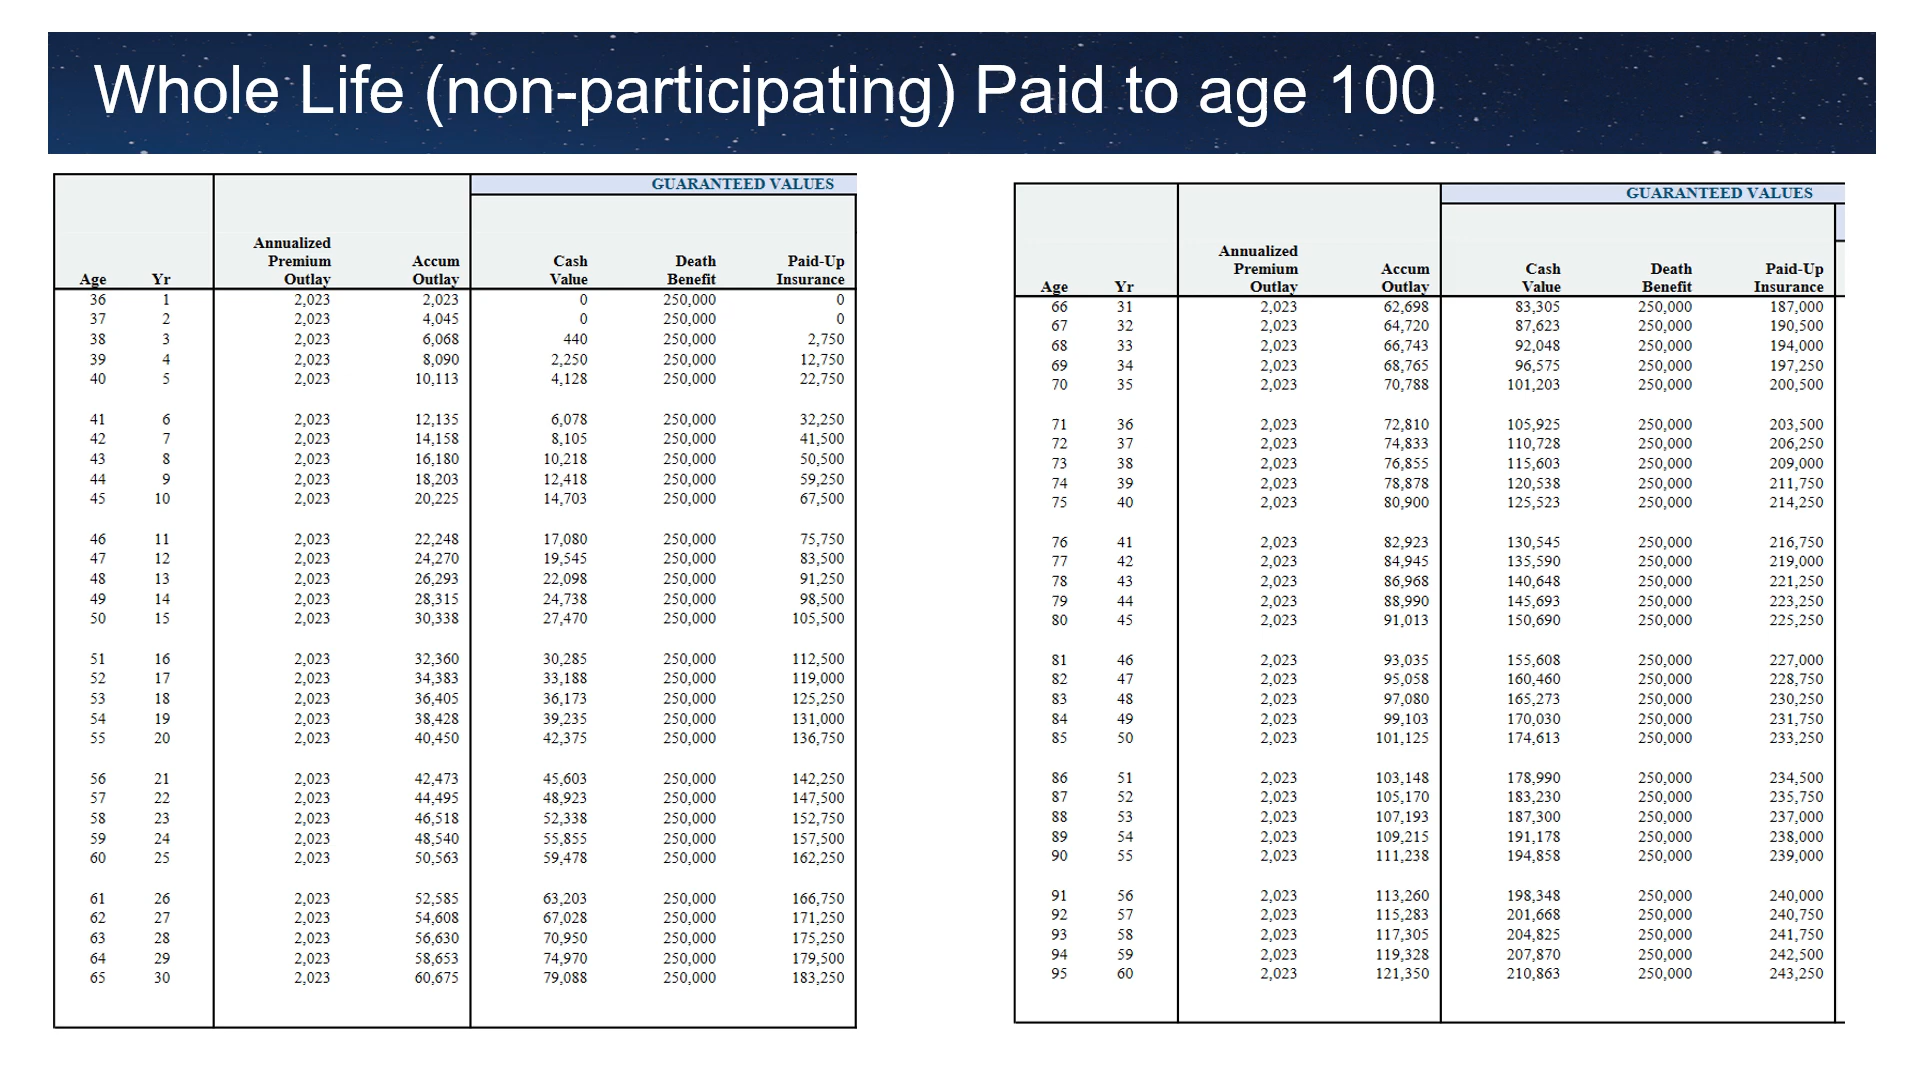 Whole Life (non-participating) Paid to age 100
GUARANTEED VALUES
Annualized
Premium Accum Cash Death Paid-Up
Age Yr Outlay Outlay Value Benefit Insurance
36 1 2,023 2,023 0 250,000 0
37 2 2,023 4,045 0 250,000 0
38 3 2,023 6,068 440 250,000 2,750
39 4 2,023 8,090 2,250 250,000 12,750
40 5 2,023 10,113 4,128 250,000 22,750
41 6 2,023 12,135 6,078 250,000 32,250
42 7 2,023 14,158 8,105 250,000 41,500
43 8 2,023 16,180 10,218 250,000 50,500
44 9 2,023 18,203 12,418 250,000 59,250
45 10 2,023 20,225 14,703 250,000 67,500
46 11 2,023 22,248 17,080 250,000 75,750
47 12 2,023 24,270 19,545 250,000 83,500
48 13 2,023 26,293 22,098 250,000 91,250
49 14 2,023 28,315 24,738 250,000 98,500
50 15 2,023 30,338 27,470 250,000 105,500
51 16 2,023 32,360 30,285 250,000 112,500
52 17 2,023 34,383 33,188 250,000 119,000
53 18 2,023 36,405 36,173 250,000 125,250
54 19 2,023 38,428 39,235 250,000 131,000
55 20 2,023 40,450 42,375 250,000 136,750
56 21 2,023 42,473 45,603 250,000 142,250
57 22 2,023 44,495 48,923 250,000 147,500
58 23 2,023 46,518 52,338 250,000 152,750
59 24 2,023 48,540 55,855 250,000 157,500
60 25 2,023 50,563 59,478 250,000 162,250
61 26 2,023 52,585 63,203 250,000 166,750
62 27 2,023 54,608 67,028 250,000 171,250
63 28 2,023 56,630 70,950 250,000 175,250
64 29 2,023 58,653 74,970 250,000 179,500
65 30 2,023 60,675 79,088 250,000 183,250
GUARANTEED VALUES
Annualized
Premium Accum Cash Death Paid-Up
Age Yr Outlay Outlay Value Benefit Insurance
66 31 2,023 62,698 83,305 250,000 187,000
67 32 2,023 64,720 87,623 250,000 190,500
68 33 2,023 66,743 92,048 250,000 194,000
69 34 2,023 68,765 96,575 250,000 197,250
70 35 2,023 70,788 101,203 250,000 200,500
71 36 2,023 72,810 105,925 250,000 203,500
72 37 2,023 74,833 110,728 250,000 206,250
73 38 2,023 76,855 115,603 250,000 209,000
74 39 2,023 78,878 120,538 250,000 211,750
75 40 2,023 80,900 125,523 250,000 214,250
76 41 2,023 82,923 130,545 250,000 216,750
77 42 2,023 84,945 135,590 250,000 219,000
78 43 2,023 86,968 140,648 250,000 221,250
79 44 2,023 88,990 145,693 250,000 223,250
80 45 2,023 91,013 150,690 250,000 225,250
81 46 2,023 93,035 155,608 250,000 227,000
82 47 2,023 95,058 160,460 250,000 228,750
83 48 2,023 97,080 165,273 250,000 230,250
84 49 2,023 99,103 170,030 250,000 231,750
85 50 2,023 101,125 174,613 250,000 233,250
86 51 2,023 103,148 178,990 250,000 234,500
87 52 2,023 105,170 183,230 250,000 235,750
88 53 2,023 107,193 187,300 250,000 237,000
89 54 2,023 109,215 191,178 250,000 238,000
90 55 2,023 111,238 194,858 250,000 239,000
91 56 2,023 113,260 198,348 250,000 240,000
92 57 2,023 115,283 201,668 250,000 240,750
93 58 2,023 117,305 204,825 250,000 241,750
94 59 2,023 119,328 207,870 250,000 242,500
95 60 2,023 121,350 210,863 250,000 243,250